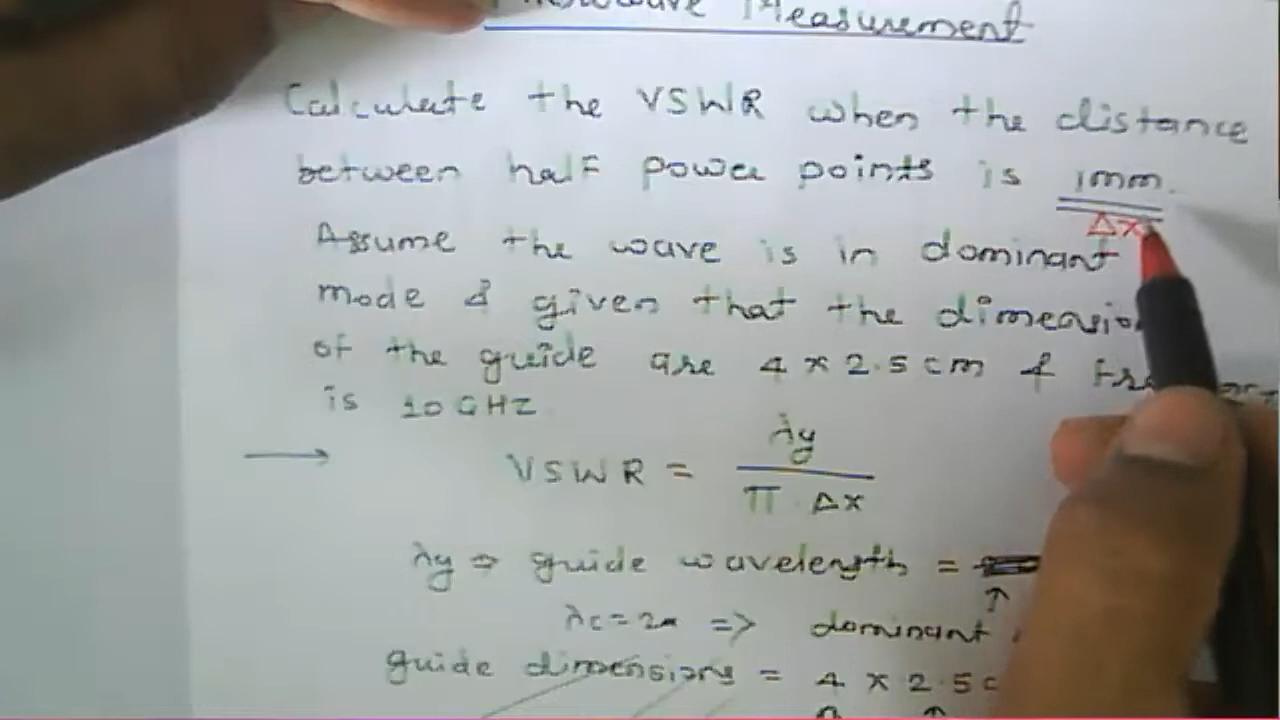 Measurement
Calculate the VSWR when the distance
between half power points is 1mm.
Δx
Assume the wave is in dominant
mode & given that the
of the guide are 4 x 2.5 cm &
is 10 GHZ
→ VSWR = λg / π . Δx
λg ⇒ guide wavelength =
↑
λc = 2a => dominant
guide dimensions = 4 x 2.5